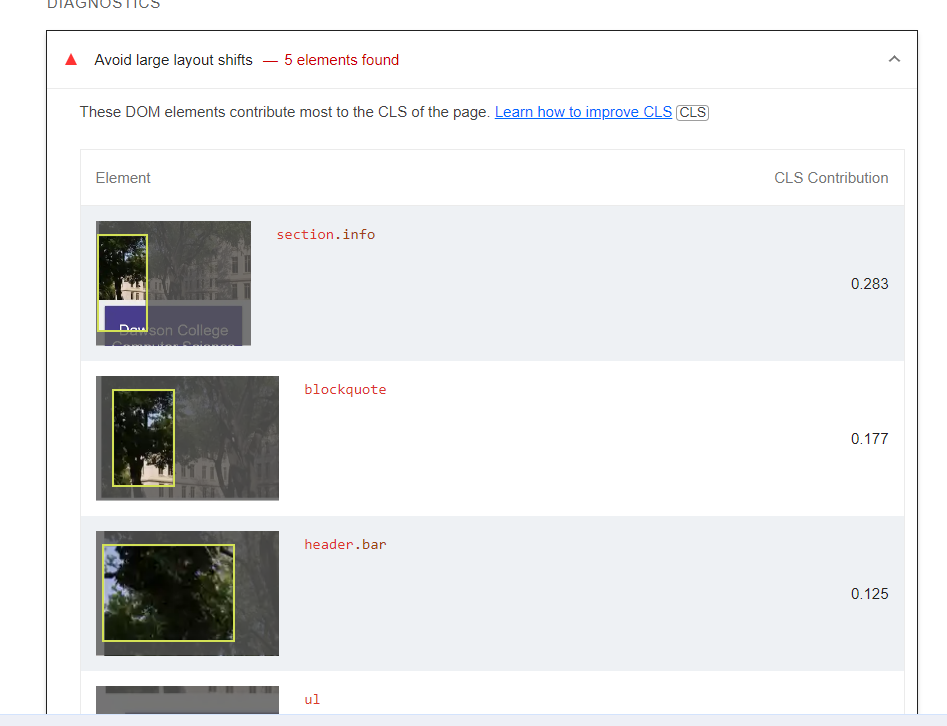 DIAGNOSTICS
Avoid large layout shifts — 5 elements found
These DOM elements contribute most to the CLS of the page. Learn how to improve CLS CLS
Element CLS Contribution
section.info
0.283
Dawson College
Computer Science
blockquote
0.177
header.bar
0.125
ul